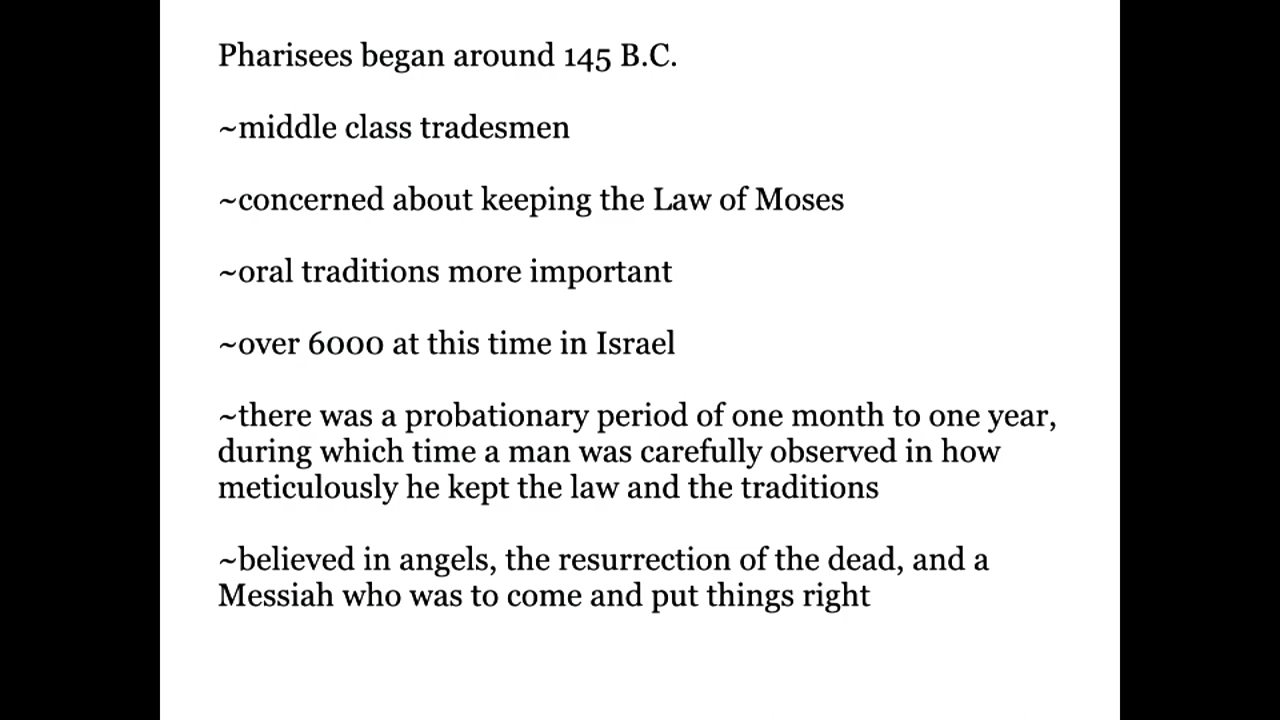 Pharisees began around 145 B.C.
~middle class tradesmen
~concerned about keeping the Law of Moses
~oral traditions more important
~over 6000 at this time in Israel
~there was a probationary period of one month to one year,
during which time a man was carefully observed in how
meticulously he kept the law and the traditions
~believed in angels, the resurrection of the dead, and a
Messiah who was to come and put things right